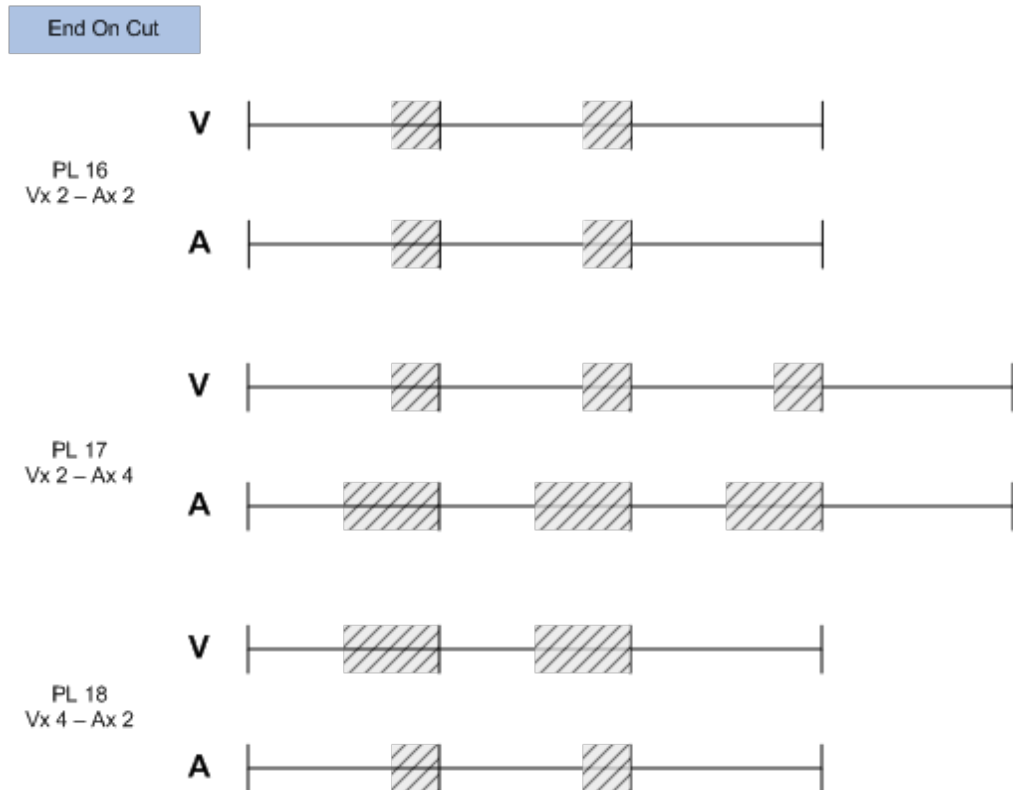 End On Cut
V
PL 16
Vx 2 – Ax 2
A
V
PL 17
Vx 2 – Ax 4
A
V
PL 18
Vx 4 – Ax 2
A